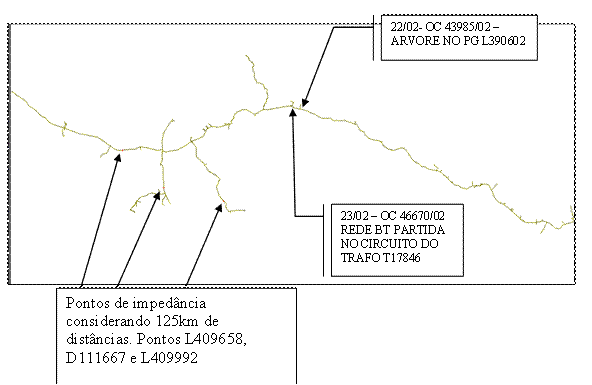 22/02- OC 43985/02 –
ARVORE NO PG L390602
23/02 – OC 46670/02
REDE BT PARTIDA
NO CIRCUITO DO
TRAFO T17846
Pontos de impedância
considerando 125km de
distâncias. Pontos L409658,
D111667 e L409992